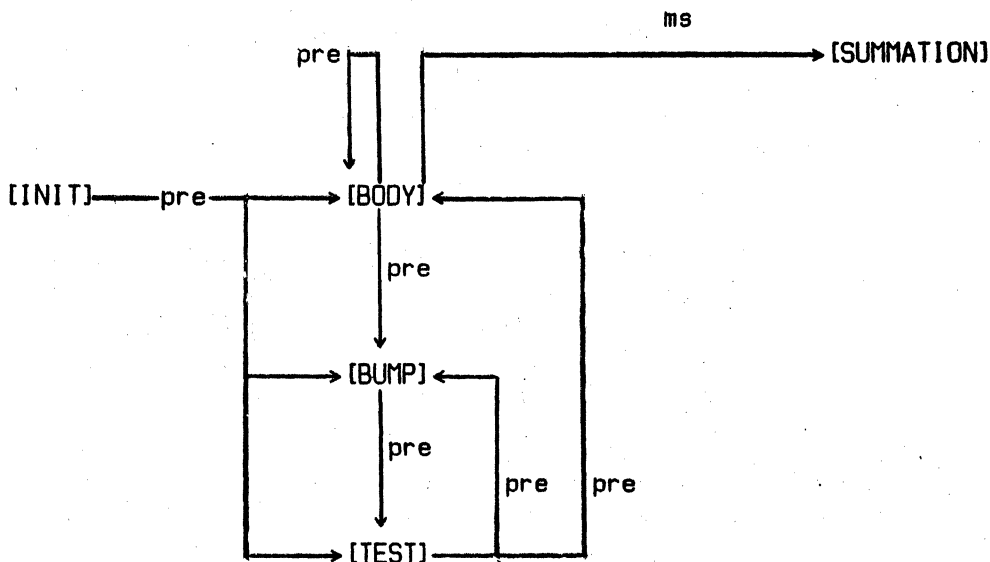 ms
pre [SUMMATION]
[INIT] pre [BODY]
pre
[BUMP]
pre
pre pre
[TEST]